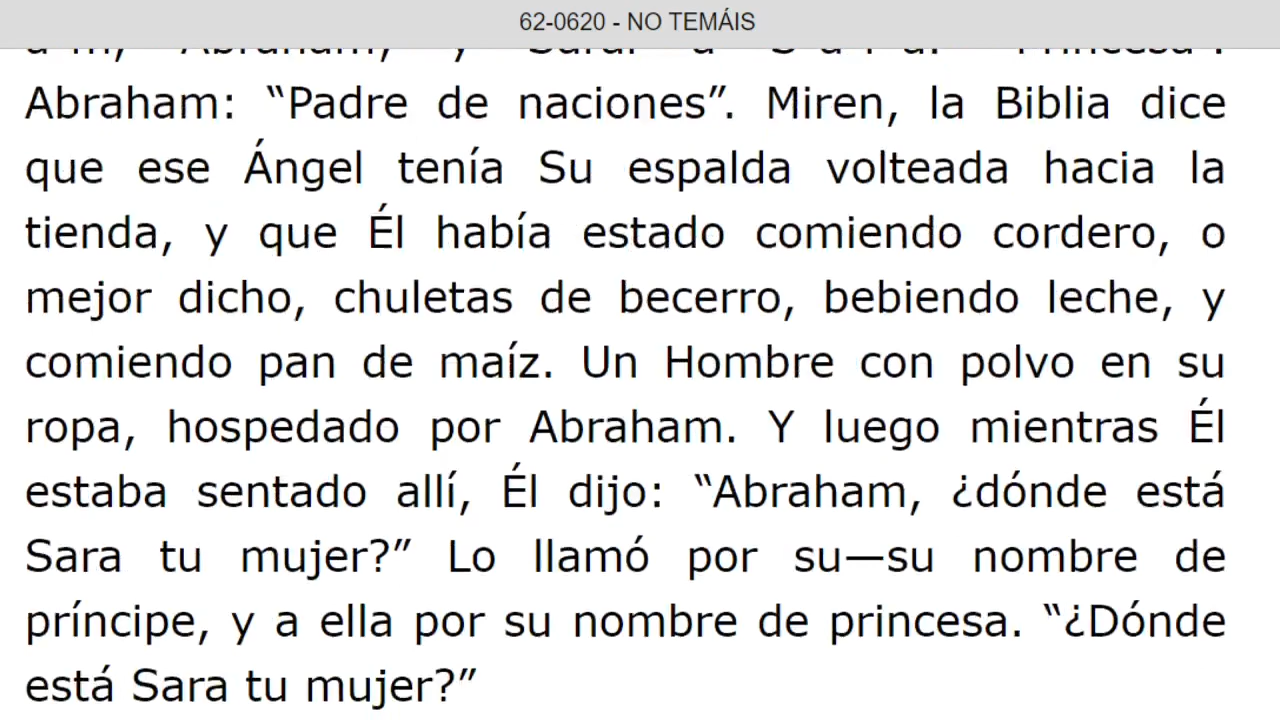 62-0620 - NO TEMÁIS
Abraham, y Sarai a S-a-r-a: "Princesa".
Abraham: “Padre de naciones”. Miren, la Biblia dice
que ese Ángel tenía Su espalda volteada hacia la
tienda, y que Él había estado comiendo cordero, o
mejor dicho, chuletas de becerro, bebiendo leche, y
comiendo pan de maíz. Un Hombre con polvo en su
ropa, hospedado por Abraham. Y luego mientras Él
estaba sentado allí, Él dijo: “Abraham, ¿dónde está
Sara tu mujer?” Lo llamó por su—su nombre de
príncipe, y a ella por su nombre de princesa. “¿Dónde
está Sara tu mujer?”